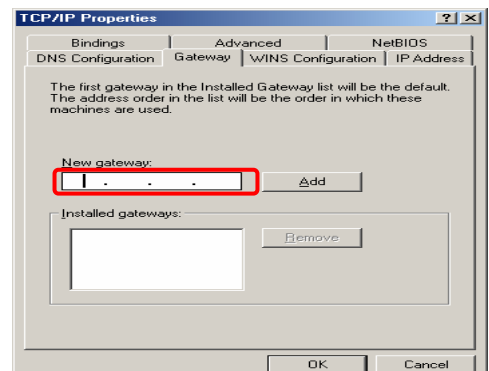 TCP/IP Properties
? ×
Bindings Advanced NetBIOS
DNS Configuration Gateway WINS Configuration IP Address
The first gateway in the Installed Gateway list will be the default.
The address order in the list will be the order in which these
machines are used.
New gateway:
. . .
Add
Installed gateways:
Remove
OK Cancel